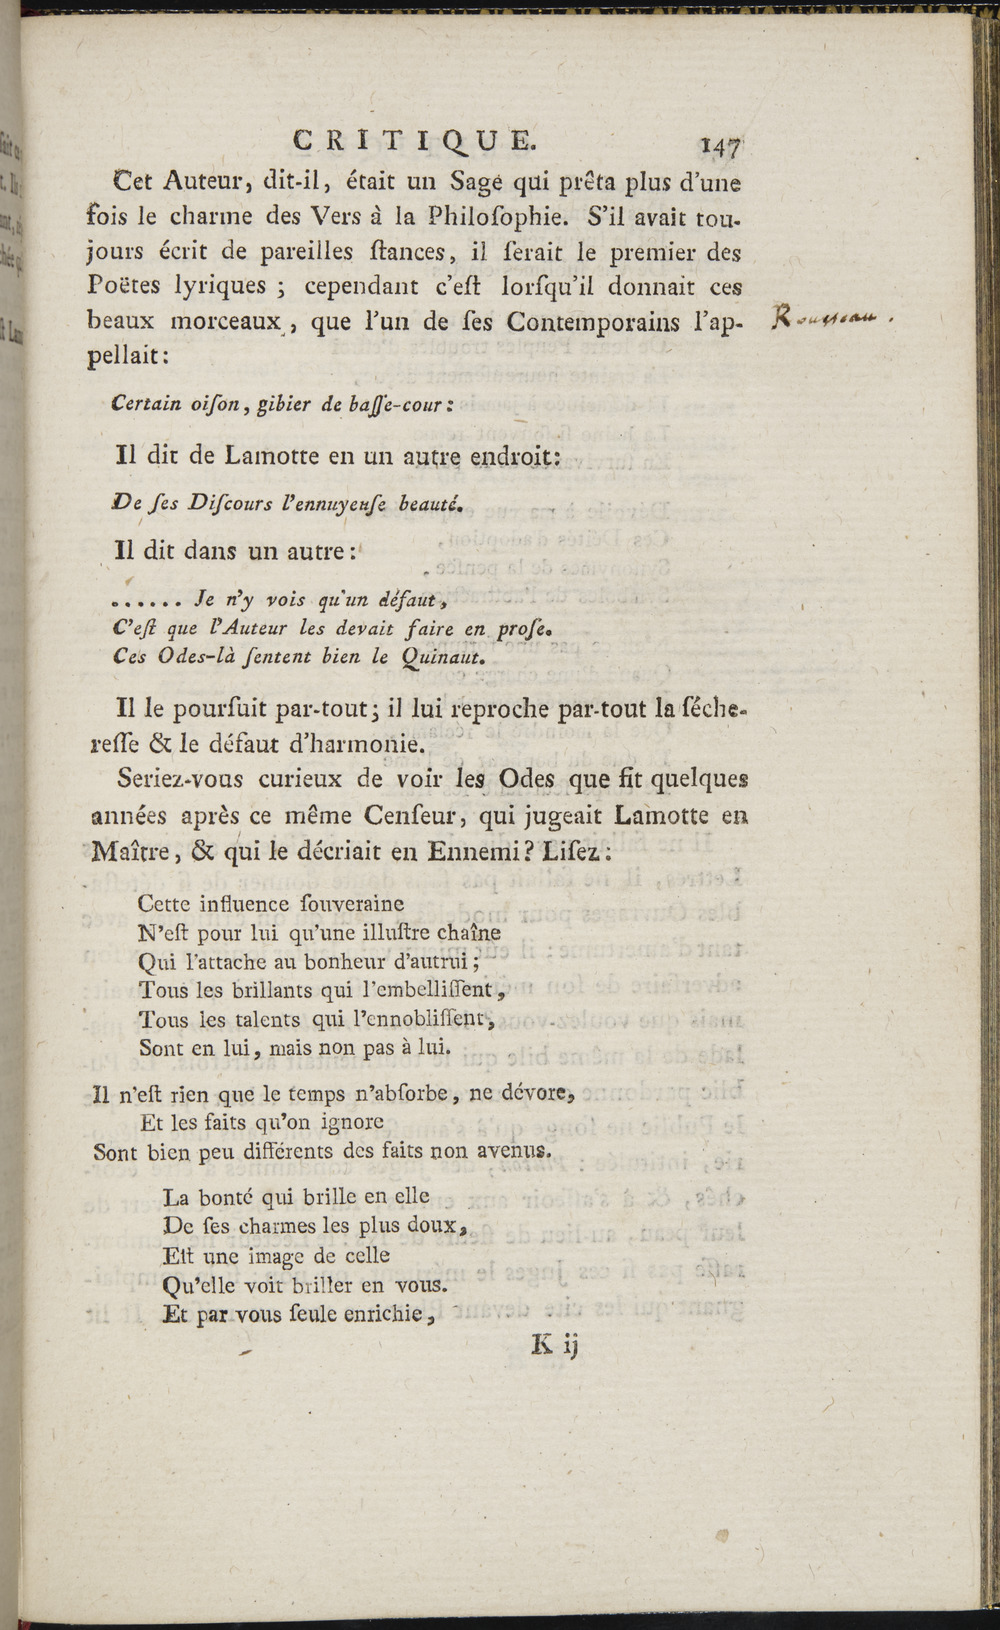 CRITIQUE. 147
Cet Auteur, dit-il, était un Sage qui prêta plus d'une
fois le charme des Vers à la Philoſophie. S'il avait tou-
jours écrit de pareilles ſtances, il ſerait le premier des
Poëtes lyriques ; cependant c'eſt lorſqu'il donnait ces
beaux morceaux, que l'un de ſes Contemporains l'ap-
Rousseau.
pellait :
Certain oiſon, gibier de baſſe-cour :
Il dit de Lamotte en un autre endroit :
De ſes Diſcours l'ennuyeuſe beauté.
Il dit dans un autre :
...... Je n'y vois qu'un défaut,
C'eſt que l'Auteur les devait faire en proſe.
Ces Odes-là ſentent bien le Quinaut.
Il le pourſuit par-tout ; il lui reproche par-tout la ſéche-
reſſe & le défaut d'harmonie.
Seriez-vous curieux de voir les Odes que fit quelques
années après ce même Cenſeur, qui jugeait Lamotte en
Maître, & qui le décriait en Ennemi ? Liſez :
Cette influence ſouveraine
N'eſt pour lui qu'une illuſtre chaîne
Qui l'attache au bonheur d'autrui ;
Tous les brillants qui l'embelliſſent,
Tous les talents qui l'ennobliſſent,
Sont en lui, mais non pas à lui.
Il n'eſt rien que le temps n'abſorbe, ne dévore,
Et les faits qu'on ignore
Sont bien peu différents des faits non avenus.
La bonté qui brille en elle
De ſes charmes les plus doux,
Eſt une image de celle
Qu'elle voit briller en vous.
Et par vous ſeule enrichie,
K ij